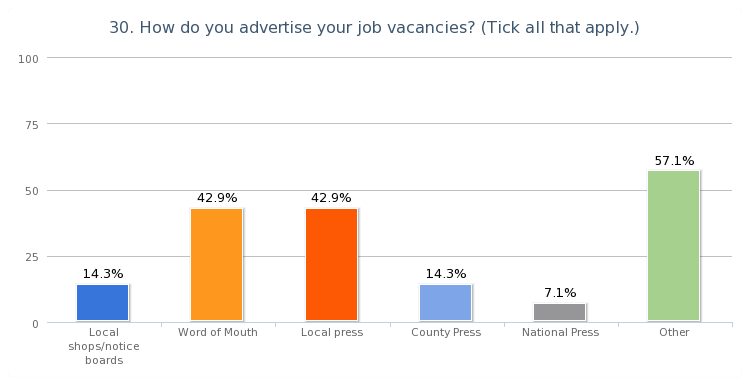 30. How do you advertise your job vacancies? (Tick all that apply.)
100
75
50
25
0
14.3%
42.9%
42.9%
14.3%
7.1%
57.1%
Local
shops/notice
boards
Word of Mouth
Local press
County Press
National Press
Other